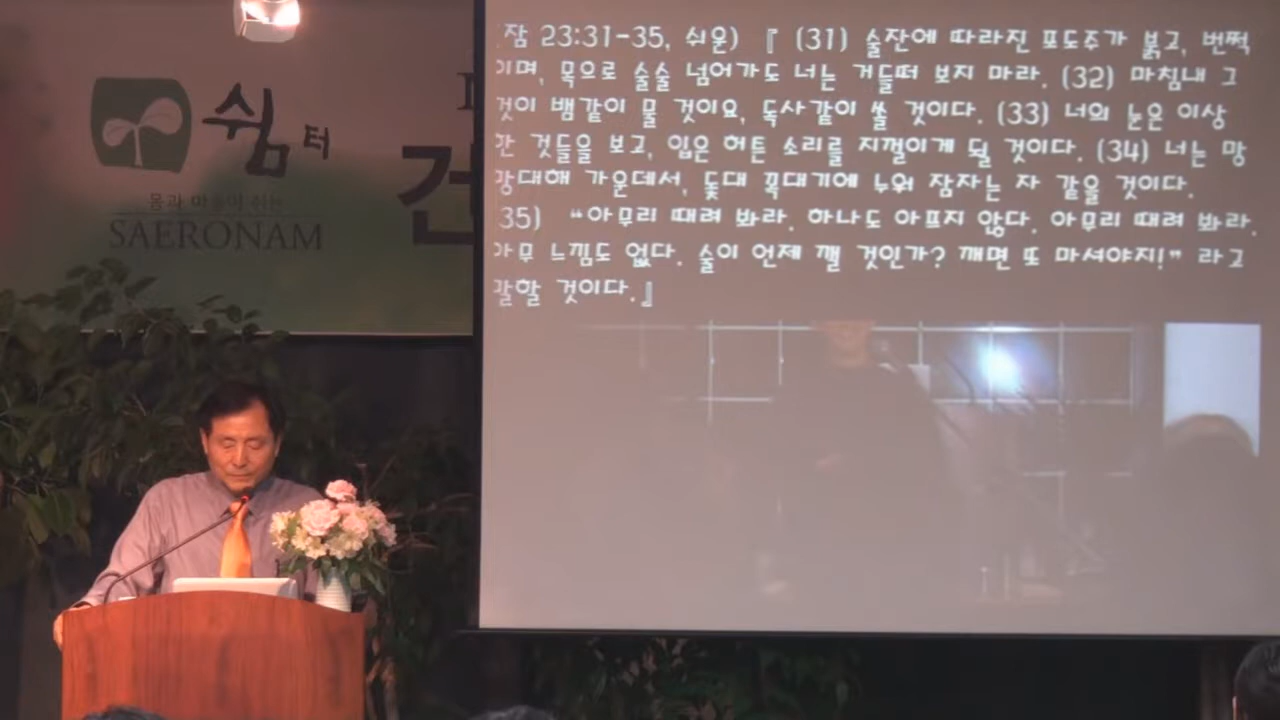 쉼터
몸과 마음이 쉬는
SAERONAM
건
잠 23:31-35, 쉬운) 『 (31) 술잔에 따라진 포도주가 붉고, 번쩍
이며, 목으로 술술 넘어가도 너는 거들떠 보지 마라. (32) 마침내 그
것이 뱀같이 물 것이요, 독사같이 쏠 것이다. (33) 너의 눈은 이상
한 것들을 보고, 입은 허튼 소리를 지껄이게 될 것이다. (34) 너는 망
망대해 가운데서, 돛대 꼭대기에 누워 잠자는 자 같을 것이다.
35) “아무리 때려 봐라. 하나도 아프지 않다. 아무리 때려 봐라.
아무 느낌도 없다. 술이 언제 깰 것인가? 깨면 또 마셔야지!” 라고
말할 것이다.』